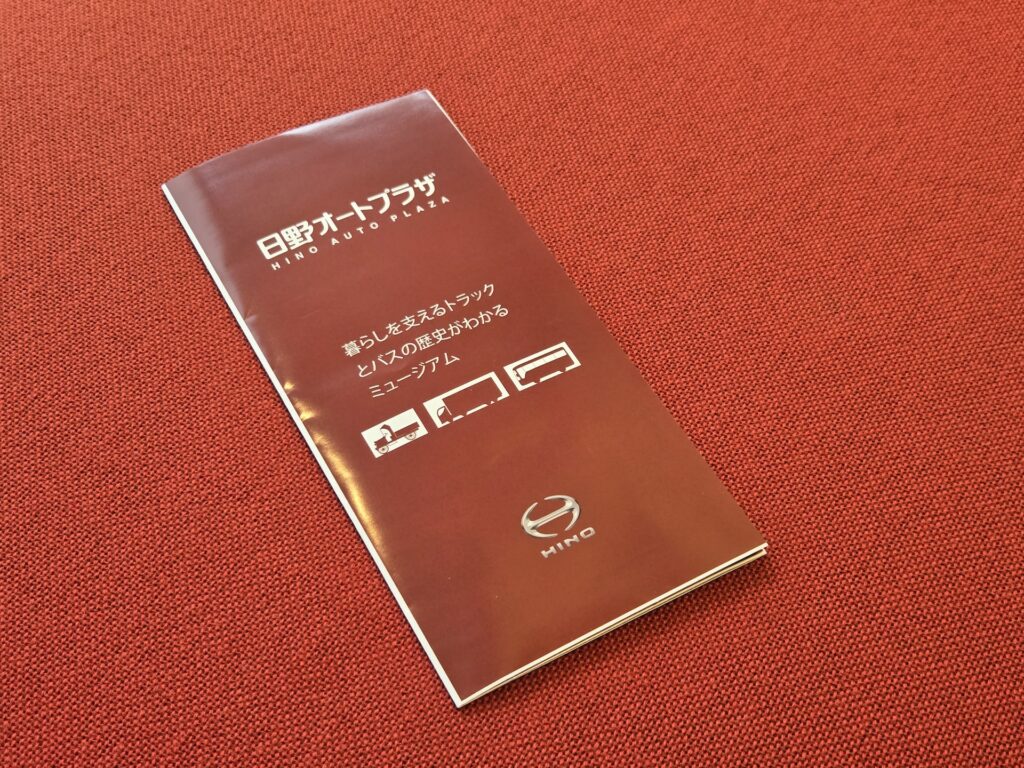 日野オートプラザ
HINO AUTO PLAZA
暮らしを支えるトラック
とバスの歴史がわかる
ミュージアム
HINO